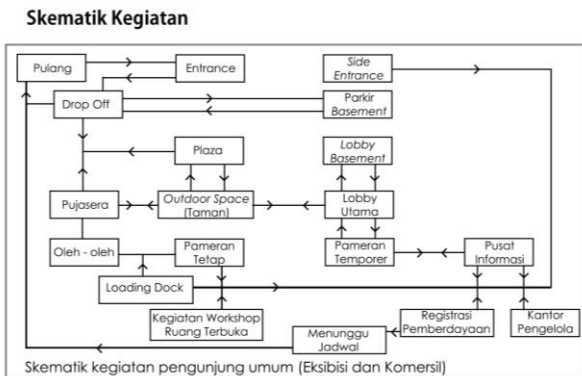 Skematik Kegiatan
Pulang
Entrance
Side
Entrance
Drop Off
Parkir
Basement
Plaza
Lobby
Basement
Pujasera
Outdoor Space
(Taman)
Lobby
Utama
Oleh - oleh
Pameran
Tetap
Pameran
Temporer
Pusat
Informasi
Loading Dock
Kegiatan Workshop
Ruang Terbuka
Menunggu
Jadwal
Registrasi
Pemberdayaan
Kantor
Pengelola
Skematik kegiatan pengunjung umum (Eksibisi dan Komersil)